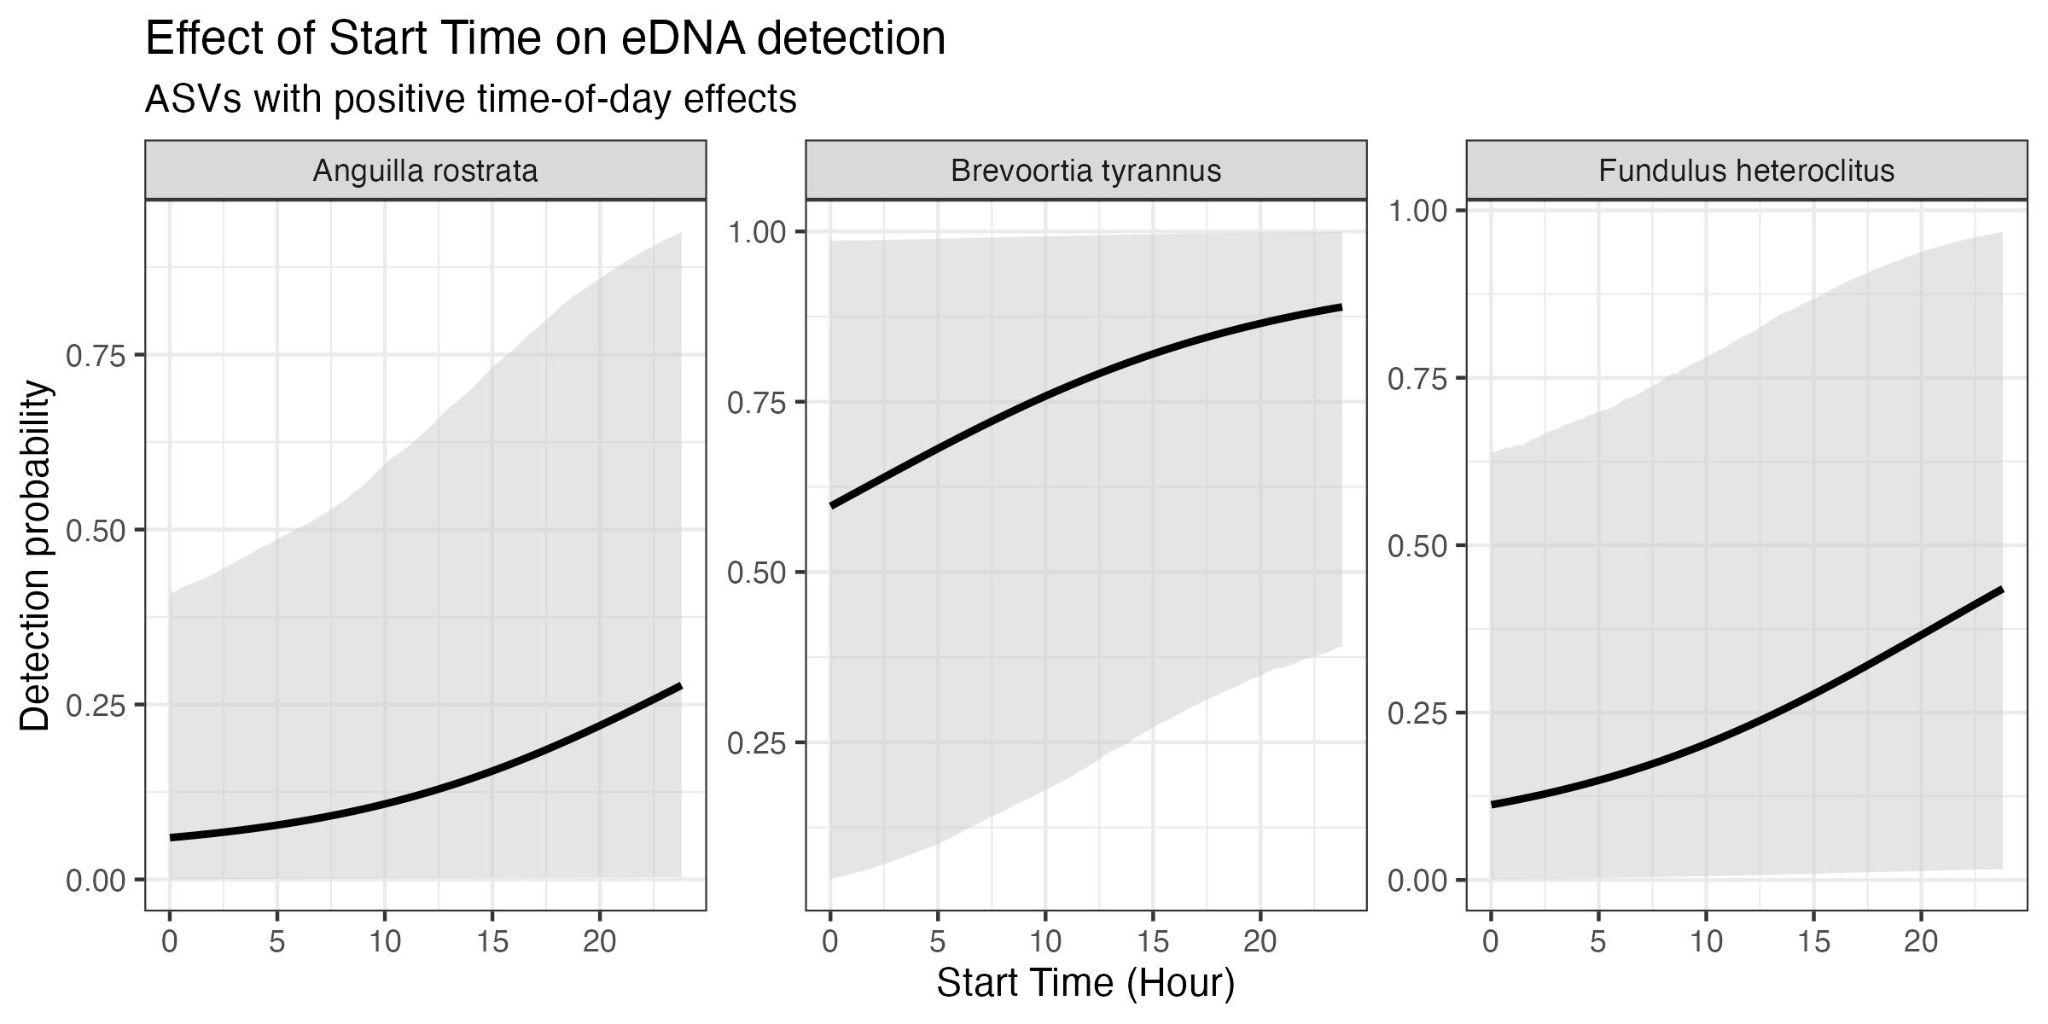 Effect of Start Time on eDNA detection
ASVs with positive time-of-day effects
Anguilla rostrata
Brevoortia tyrannus
Fundulus heteroclitus
Detection probability
0.75
0.50
0.25
0.00
1.00
0.75
0.50
0.25
1.00
0.75
0.50
0.25
0.00
0 5 10 15 20
0 5 10 15 20
0 5 10 15 20
Start Time (Hour)